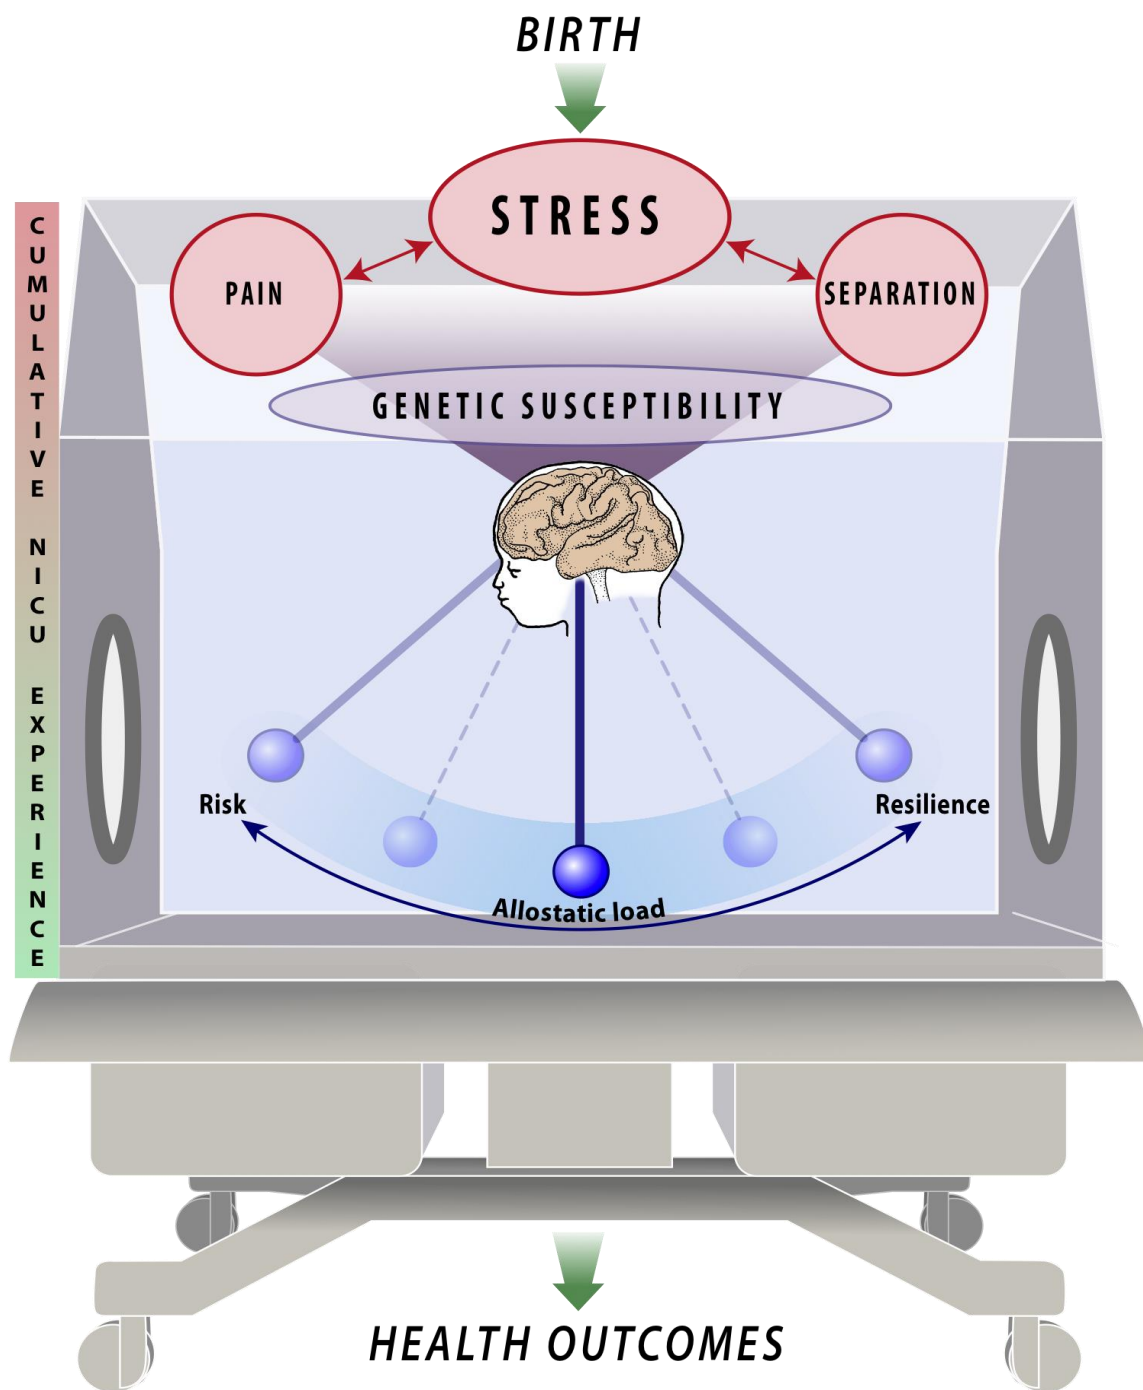 BIRTH
STRESS
PAIN
SEPARATION
GENETIC SUSCEPTIBILITY
CUMULATIVE NICU EXPERIENCE
Risk
Resilience
Allostatic load
HEALTH OUTCOMES